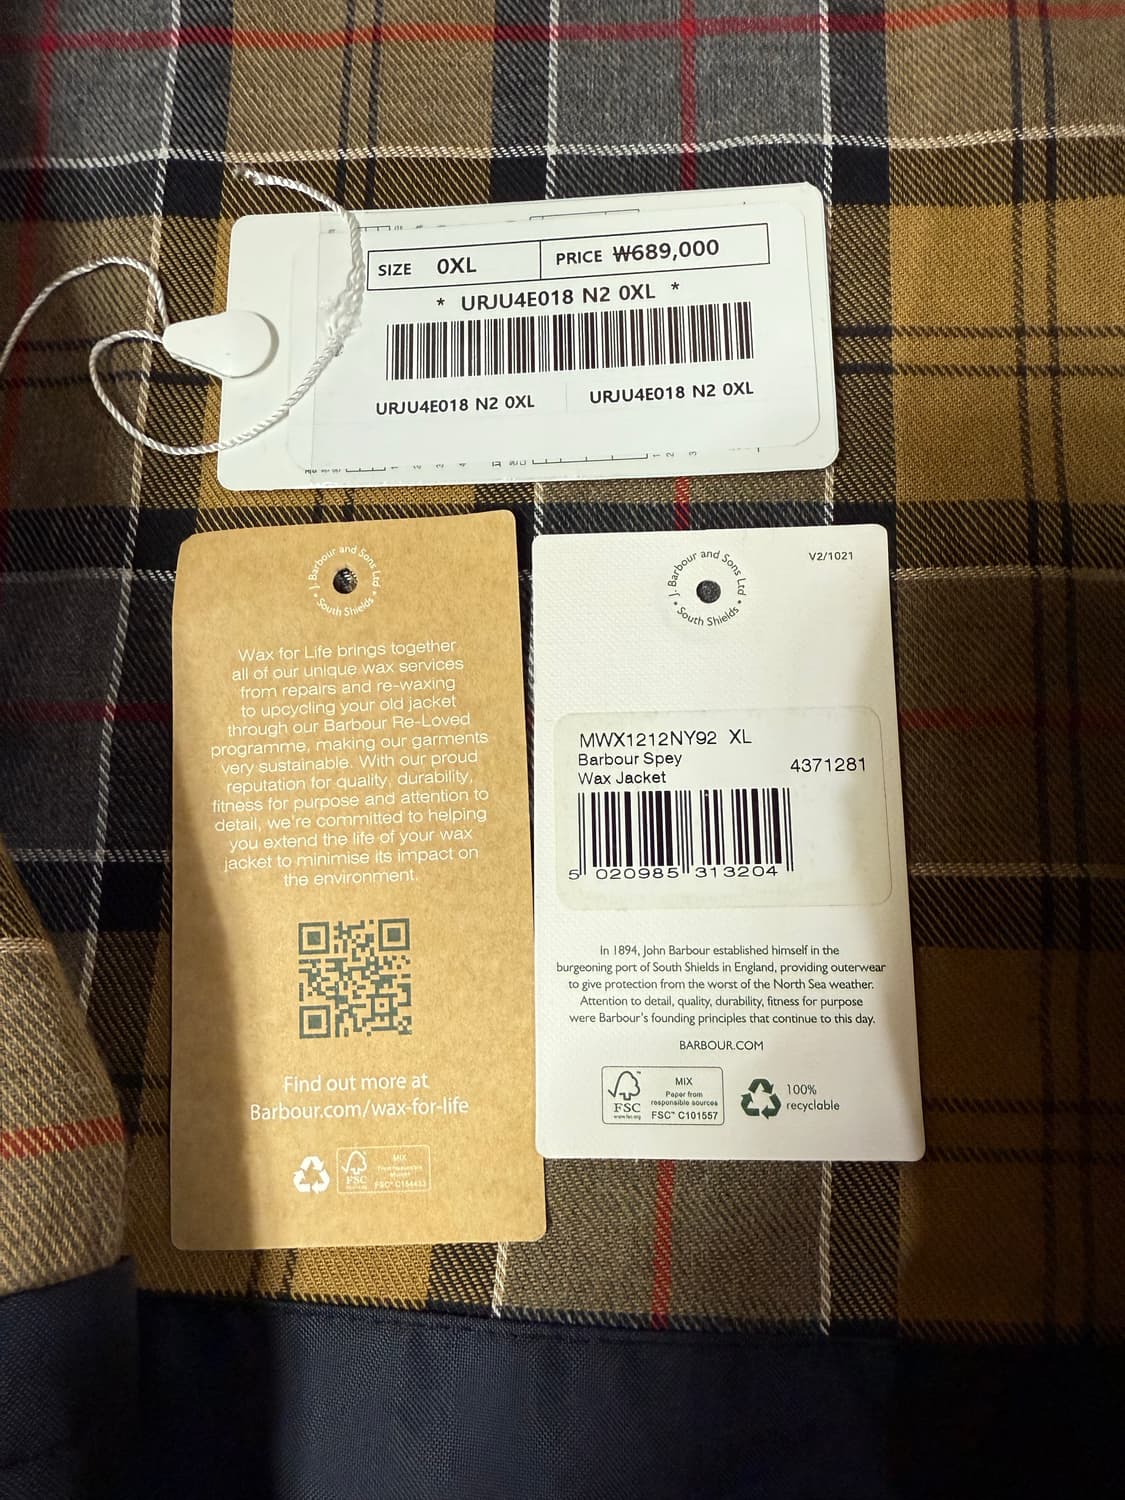 SIZE 0XL PRICE ₩689,000
* URJU4E018 N2 0XL *
URJU4E018 N2 0XL URJU4E018 N2 0XL
J. Barbour and Sons Ltd • South Shields •
Wax for Life brings together
all of our unique wax services
from repairs and re-waxing
to upcycling your old jacket
through our Barbour Re-Loved
programme, making our garments
very sustainable. With our proud
reputation for quality, durability,
fitness for purpose and attention to
detail, we're committed to helping
you extend the life of your wax
jacket to minimise its impact on
the environment.
Find out more at
Barbour.com/wax-for-life
FSC
MIX
V2/1021
J. Barbour and Sons Ltd • South Shields •
MWX1212NY92 XL
Barbour Spey
Wax Jacket
4371281
5 020985 313204
In 1894, John Barbour established himself in the
burgeoning port of South Shields in England, providing outerwear
to give protection from the worst of the North Sea weather.
Attention to detail, quality, durability, fitness for purpose
were Barbour's founding principles that continue to this day.
BARBOUR.COM
FSC
www.fsc.org
MIX
Paper from
responsible sources
FSC™ C101557
100%
recyclable